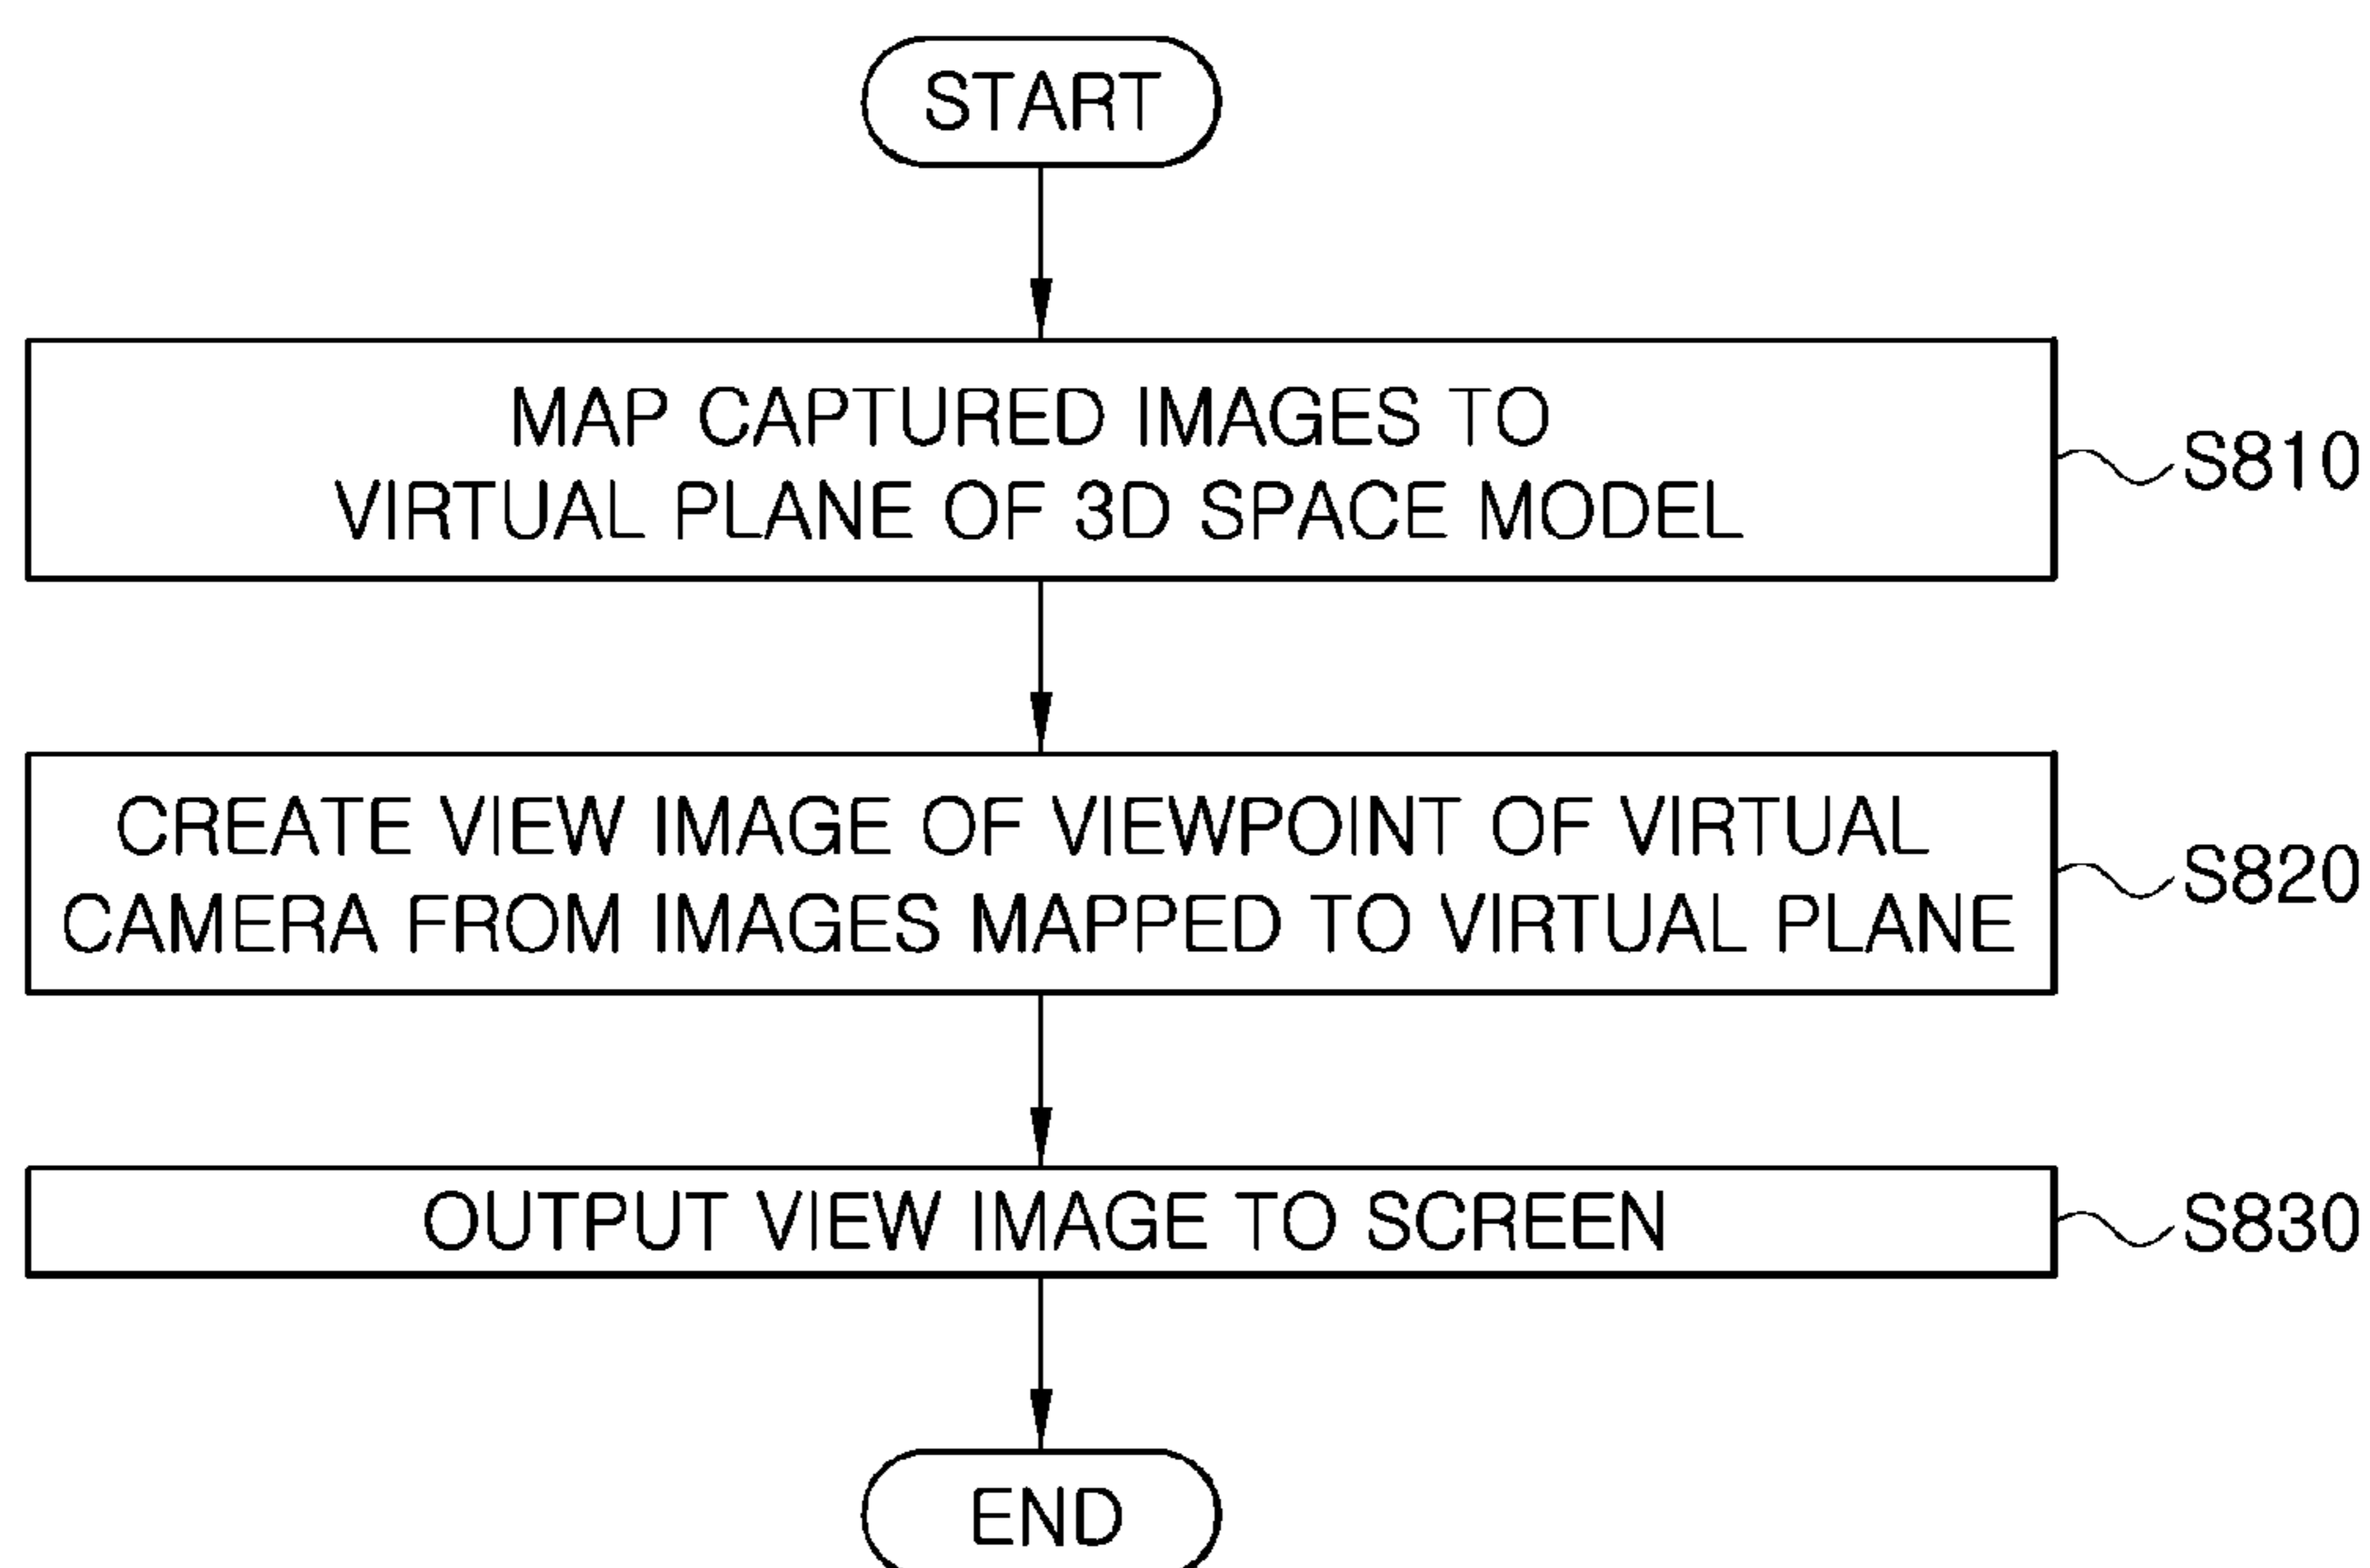 START
MAP CAPTURED IMAGES TO
VIRTUAL PLANE OF 3D SPACE MODEL
S810
CREATE VIEW IMAGE OF VIEWPOINT OF VIRTUAL
CAMERA FROM IMAGES MAPPED TO VIRTUAL PLANE
S820
OUTPUT VIEW IMAGE TO SCREEN
S830
END